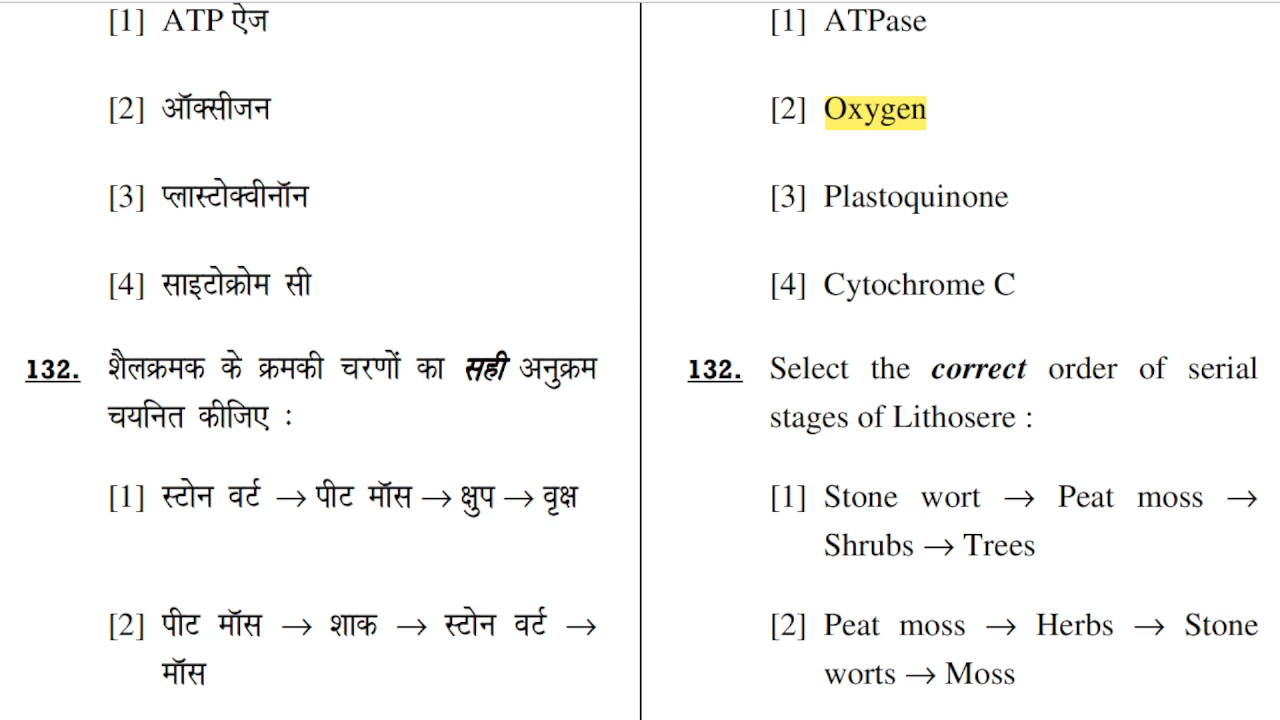 [1] ATP ऐज
[2] ऑक्सीजन
[3] प्लास्टोक्वीनॉन
[4] साइटोक्रोम सी
132. शैलक्रमक के क्रमकी चरणों का सही अनुक्रम
चयनित कीजिए :
[1] स्टोन वर्ट → पीट मॉस → क्षुप → वृक्ष
[2] पीट मॉस → शाक → स्टोन वर्ट →
मॉस
[1] ATPase
[2] Oxygen
[3] Plastoquinone
[4] Cytochrome C
132. Select the correct order of serial
stages of Lithosere :
[1] Stone wort → Peat moss →
Shrubs → Trees
[2] Peat moss → Herbs → Stone
worts → Moss